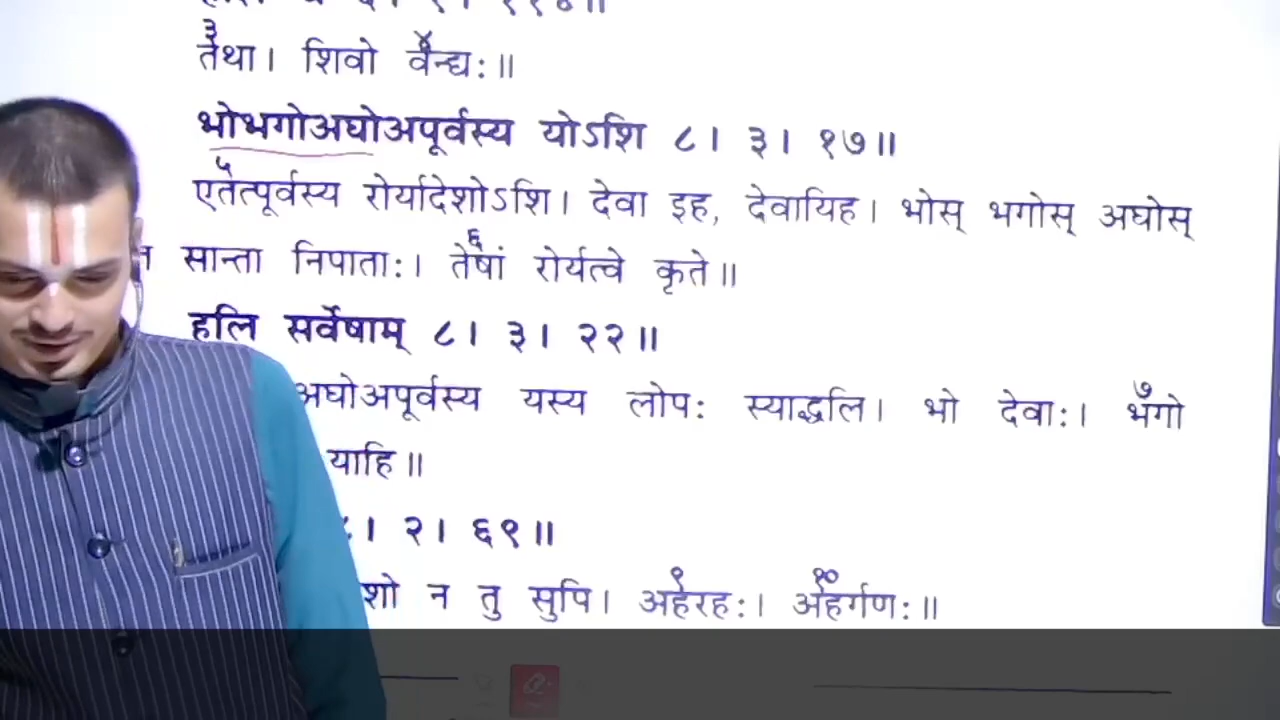 तथा। शिवो वन्द्यः॥
भोभगोअघोअपूर्वस्य योऽशि ८। ३। १७॥
एतत्पूर्वस्य रोर्यादेशोऽशि। देवा इह, देवायिह। भोस् भगोस् अघोस्
सान्ता निपाताः। तेषां रोर्यत्वे कृते॥
हलि सर्वेषाम् ८। ३। २२॥
अघोअपूर्वस्य यस्य लोपः स्याद्धलि। भो देवाः। भगो
याहि॥
। २। ६९॥
शो न तु सुपि। अहरहः। अहर्गणः॥